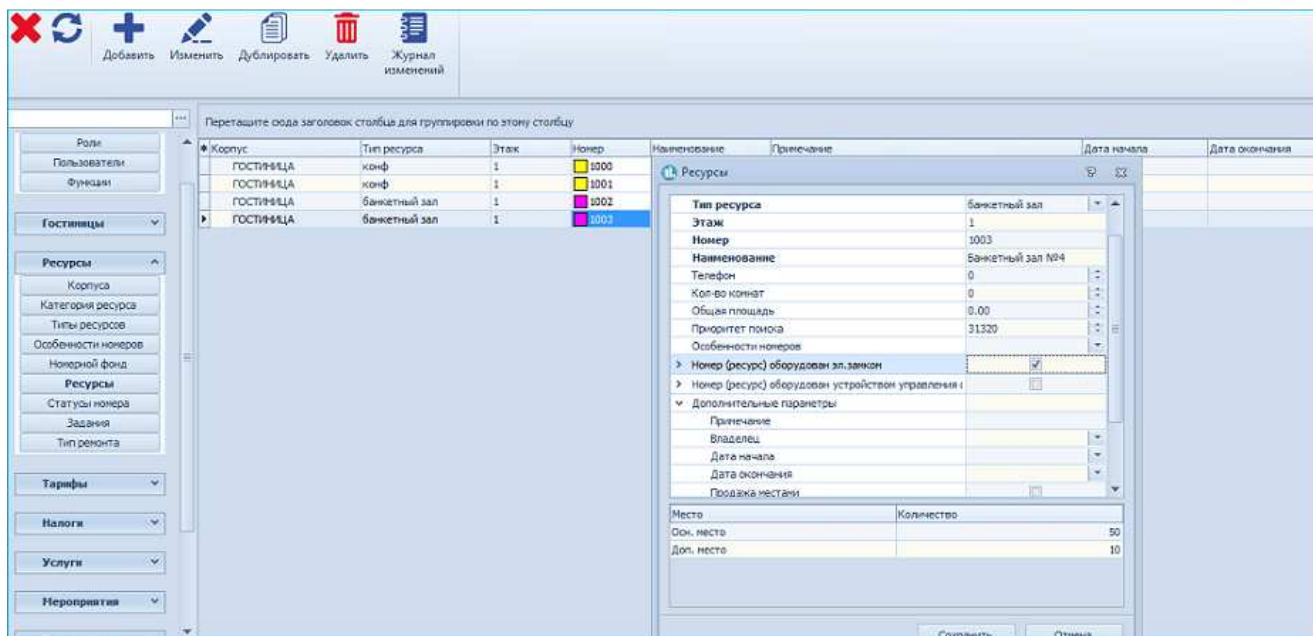 Добавить Изменить Дублировать Удалить Журнал
изменений
Перетащите сюда заголовок столбца для группировки по этому столбцу
Роли
Пользователи
Функции
Гостиницы
Ресурсы
Корпуса
Категория ресурса
Типы ресурсов
Особенности номеров
Номерной фонд
Ресурсы
Статусы номера
Задания
Тип ремонта
Тарифы
Налоги
Услуги
Мероприятия
Корпус Тип ресурса Этаж Номер Наименование Примечание Дата начала Дата окончания
ГОСТИНИЦА конф 1 1000
ГОСТИНИЦА конф 1 1001
ГОСТИНИЦА банкетный зал 1 1002
ГОСТИНИЦА банкетный зал 1 1003
Ресурсы
Тип ресурса банкетный зал
Этаж 1
Номер 1003
Наименование Банкетный зал №4
Телефон 0
Кол-во комнат 0
Общая площадь 0.00
Приоритет поиска 31320
Особенности номеров
Номер (ресурс) оборудован эл.замком
Номер (ресурс) оборудован устройством управления
Дополнительные параметры
Примечание
Владелец
Дата начала
Дата окончания
Продажа местами
Место Количество
Осн. место 50
Доп. место 10
Сохранить Отмена